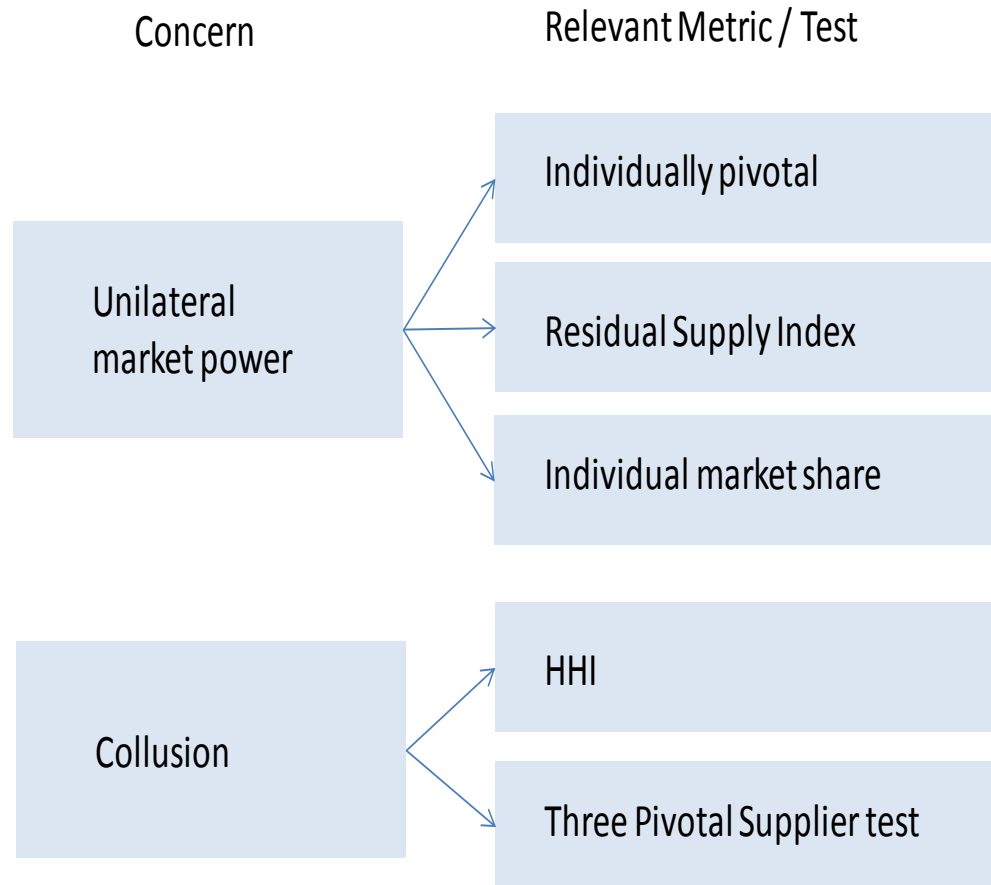 Concern
Relevant Metric / Test
Individually pivotal
Unilateral
market power
Residual Supply Index
Individual market share
HHI
Collusion
Three Pivotal Supplier test